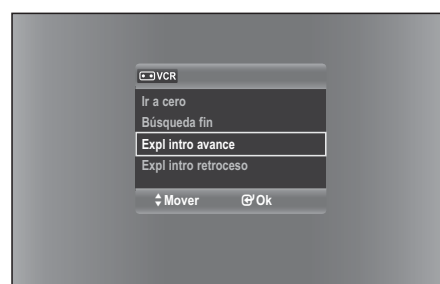 VCR
Ir a cero
Búsqueda fin
Expl intro avance
Expl intro retroceso
Mover Ok